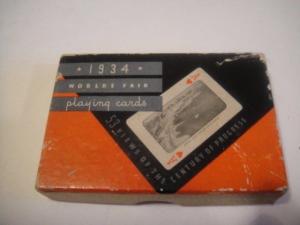 1934
WORLDS FAIR
playing cards
53 VIEWS OF THE
CENTURY OF PROGRESS